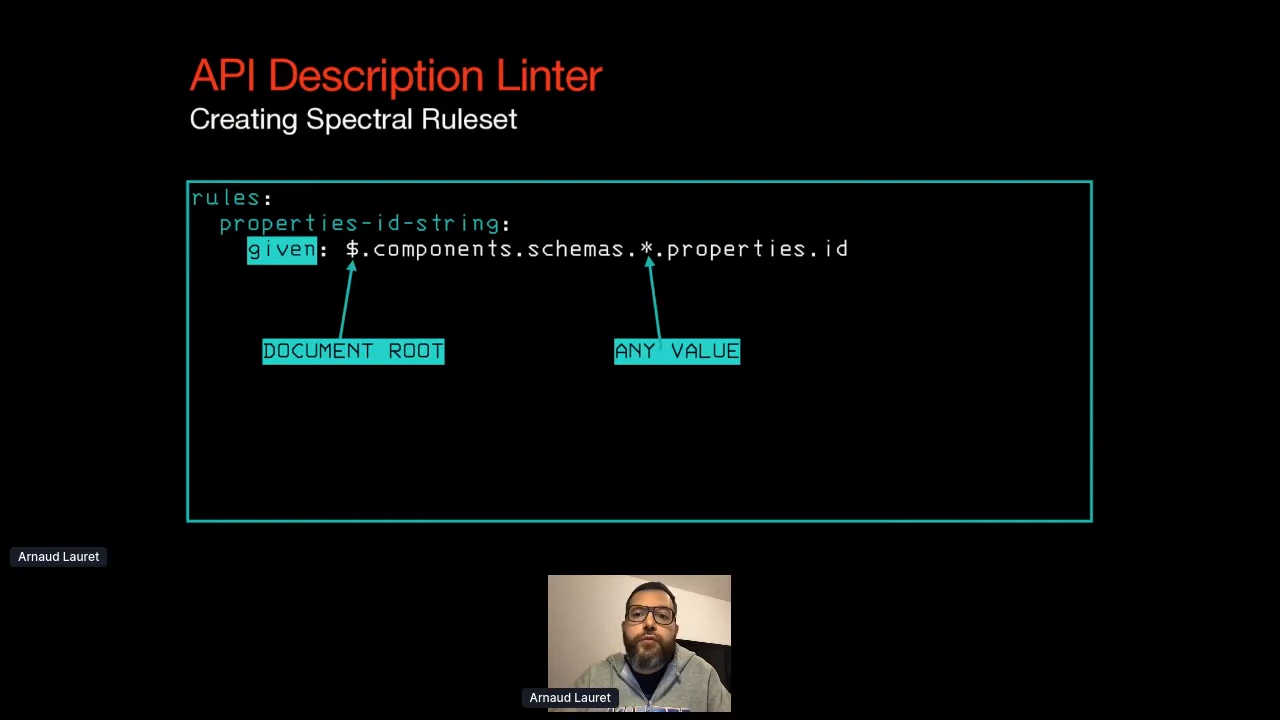 API Description Linter
Creating Spectral Ruleset
rules:
properties-id-string:
given: $.components.schemas.*.properties.id
DOCUMENT ROOT
ANY VALUE
Arnaud Lauret
Arnaud Lauret